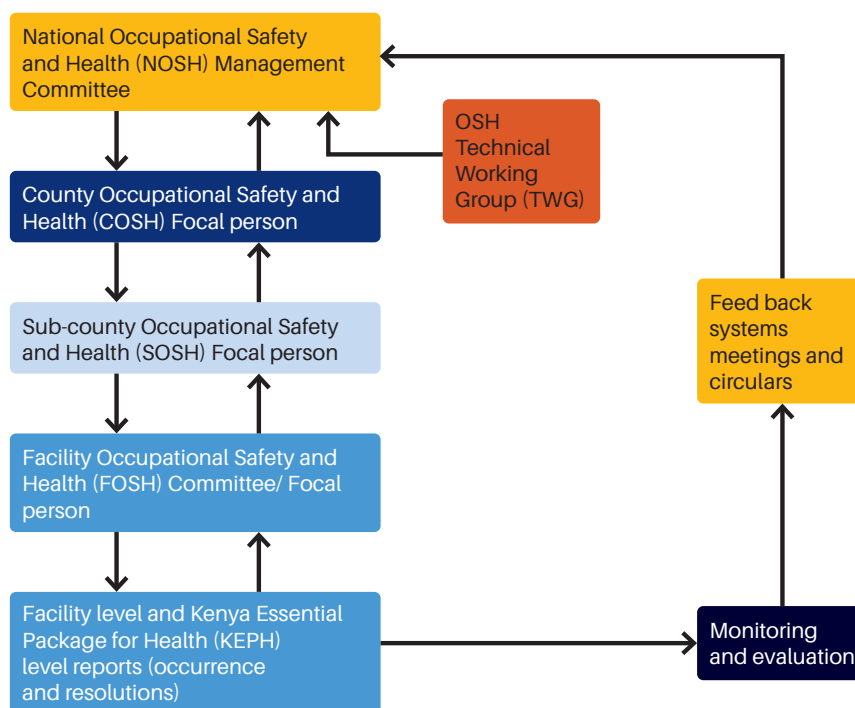 National Occupational Safety
and Health (NOSH) Management
Committee
OSH
Technical
Working
Group (TWG)
County Occupational Safety and
Health (COSH) Focal person
Sub-county Occupational Safety
and Health (SOSH) Focal person
Feed back
systems
meetings and
circulars
Facility Occupational Safety and
Health (FOSH) Committee/ Focal
person
Facility level and Kenya Essential
Package for Health (KEPH)
level reports (occurrence
and resolutions)
Monitoring
and evaluation